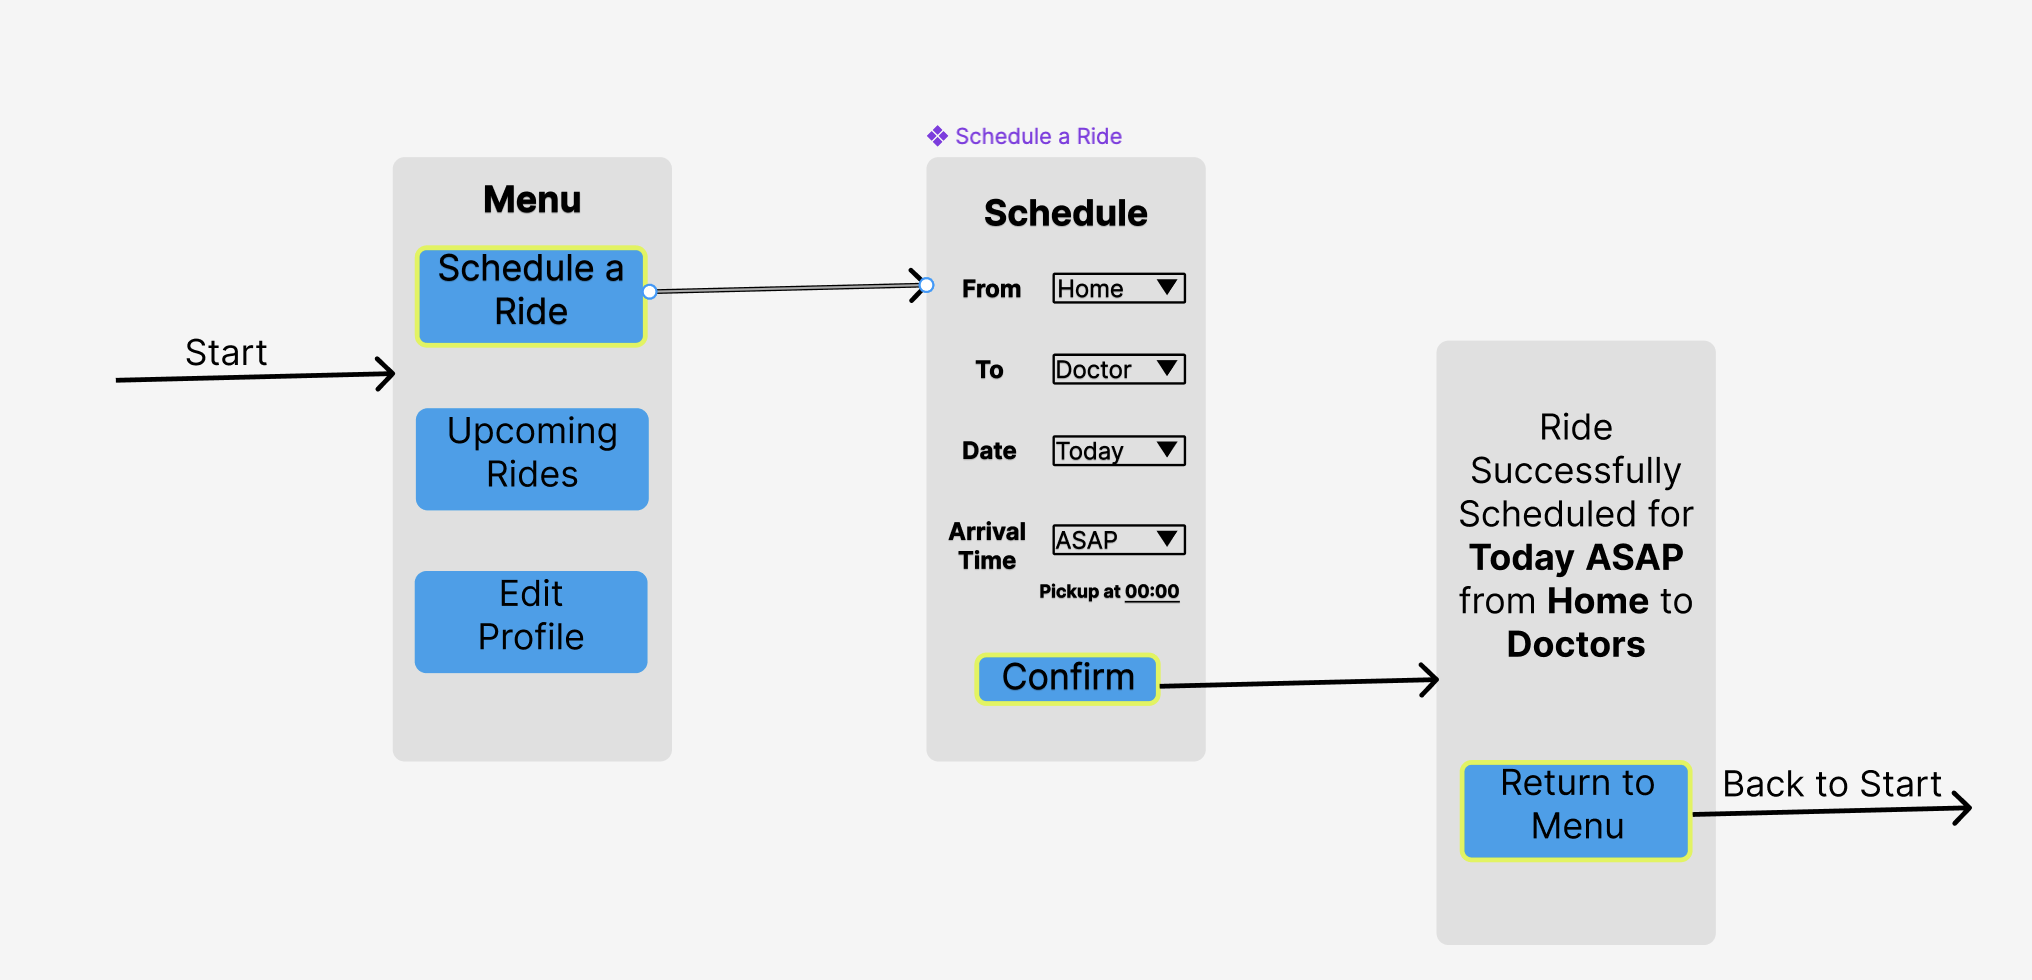 Start
Menu
Schedule a
Ride
Upcoming
Rides
Edit
Profile
Schedule a Ride
Schedule
From Home
To Doctor
Date Today
Arrival
Time
ASAP
Pickup at 00:00
Confirm
Ride
Successfully
Scheduled for
Today ASAP
from Home to
Doctors
Return to
Menu
Back to Start